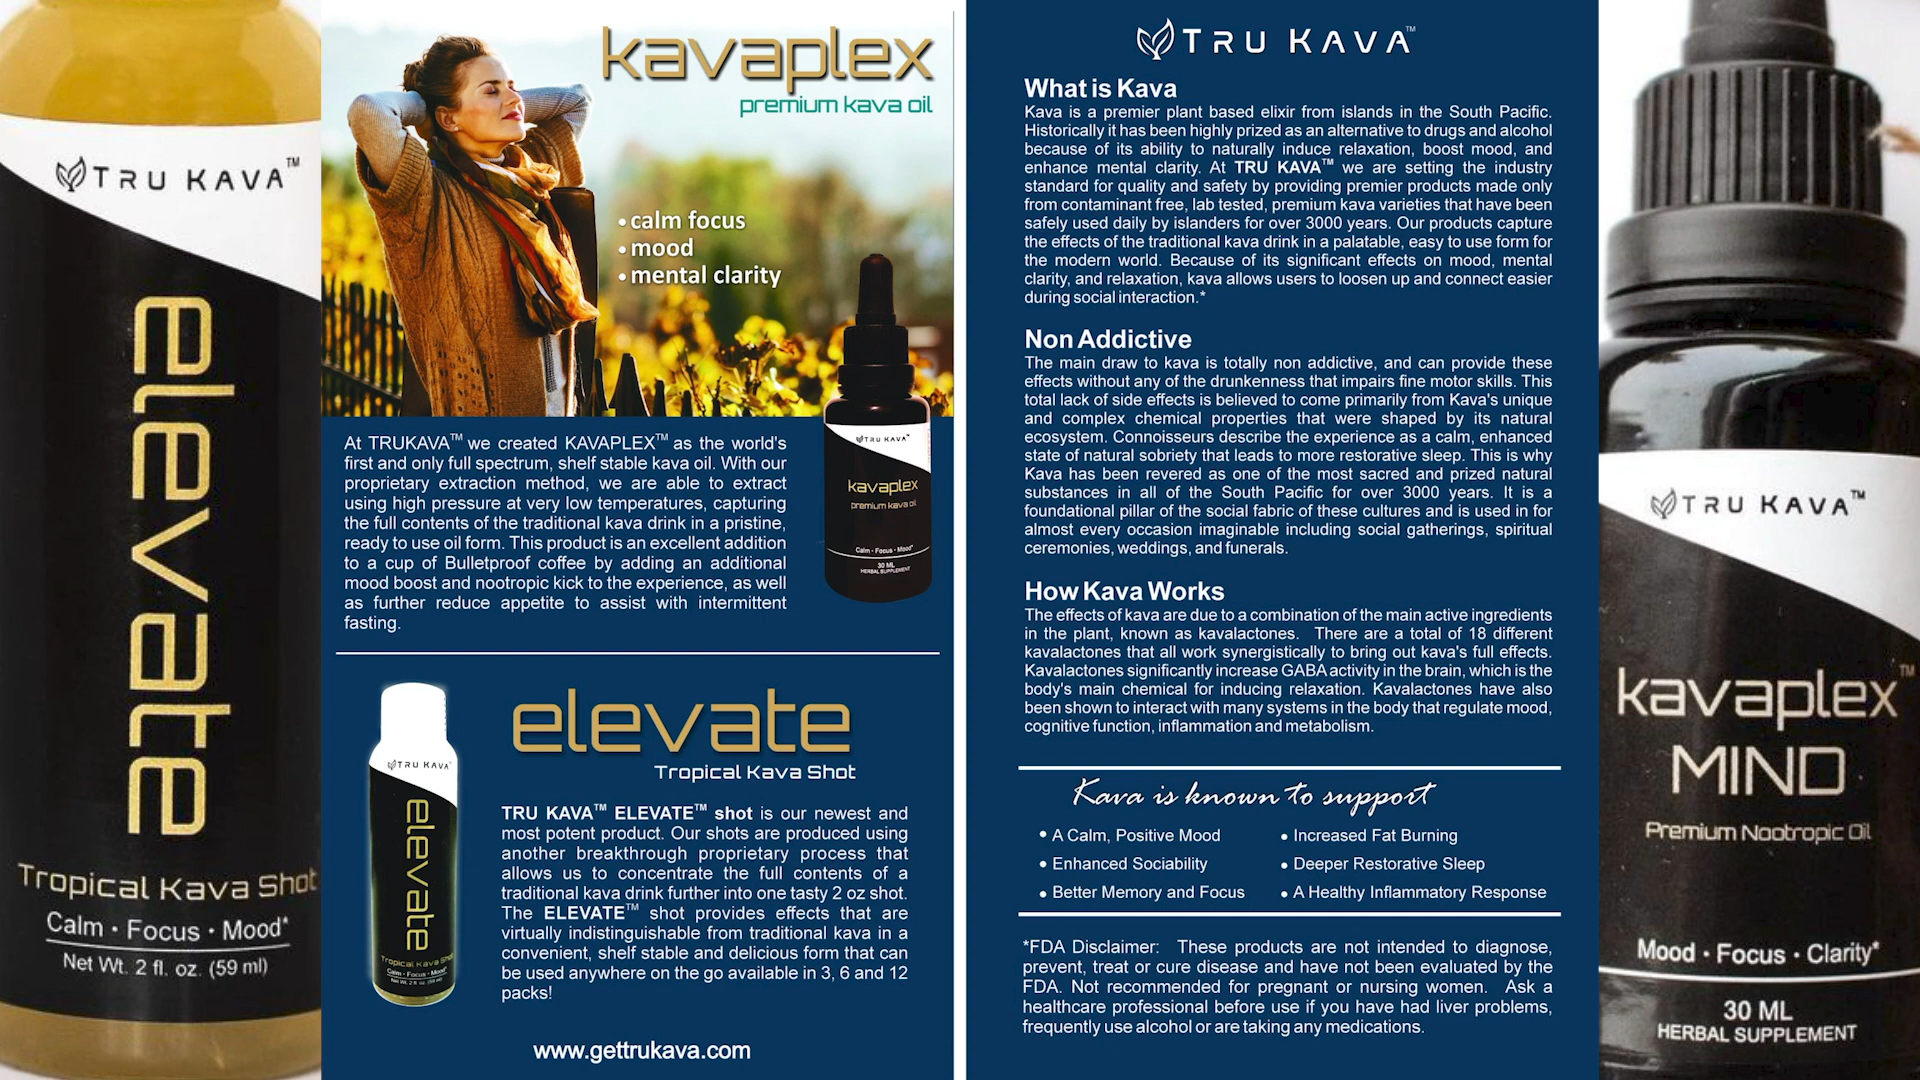 TRU KAVA™
elevate
Tropical Kava Shot
Calm • Focus • Mood*
Net Wt. 2 fl. oz. (59 ml)
kavaplex
premium kava oil
• calm focus
• mood
• mental clarity
At TRUKAVA™ we created KAVAPLEX™ as the world's
first and only full spectrum, shelf stable kava oil. With our
proprietary extraction method, we are able to extract
using high pressure at very low temperatures, capturing
the full contents of the traditional kava drink in a pristine,
ready to use oil form. This product is an excellent addition
to a cup of Bulletproof coffee by adding an additional
mood boost and nootropic kick to the experience, as well
as further reduce appetite to assist with intermittent
fasting.
TRU KAVA™
kavaplex
premium kava oil
Calm • Focus • Mood*
30 ML
HERBAL SUPPLEMENT
elevate
Tropical Kava Shot
TRU KAVA™
elevate
Tropical Kava Shot
Calm • Focus • Mood*
Net Wt. 2 fl. oz. (59 ml)
TRU KAVA™ ELEVATE™ shot is our newest and
most potent product. Our shots are produced using
another breakthrough proprietary process that
allows us to concentrate the full contents of a
traditional kava drink further into one tasty 2 oz shot.
The ELEVATE™ shot provides effects that are
virtually indistinguishable from traditional kava in a
convenient, shelf stable and delicious form that can
be used anywhere on the go available in 3, 6 and 12
packs!
www.gettrukava.com
TRU KAVA™
What is Kava
Kava is a premier plant based elixir from islands in the South Pacific.
Historically it has been highly prized as an alternative to drugs and alcohol
because of its ability to naturally induce relaxation, boost mood, and
enhance mental clarity. At TRU KAVA™ we are setting the industry
standard for quality and safety by providing premier products made only
from contaminant free, lab tested, premium kava varieties that have been
safely used daily by islanders for over 3000 years. Our products capture
the effects of the traditional kava drink in a palatable, easy to use form for
the modern world. Because of its significant effects on mood, mental
clarity, and relaxation, kava allows users to loosen up and connect easier
during social interaction.*
Non Addictive
The main draw to kava is totally non addictive, and can provide these
effects without any of the drunkenness that impairs fine motor skills. This
total lack of side effects is believed to come primarily from Kava's unique
and complex chemical properties that were shaped by its natural
ecosystem. Connoisseurs describe the experience as a calm, enhanced
state of natural sobriety that leads to more restorative sleep. This is why
Kava has been revered as one of the most sacred and prized natural
substances in all of the South Pacific for over 3000 years. It is a
foundational pillar of the social fabric of these cultures and is used in for
almost every occasion imaginable including social gatherings, spiritual
ceremonies, weddings, and funerals.
How Kava Works
The effects of kava are due to a combination of the main active ingredients
in the plant, known as kavalactones. There are a total of 18 different
kavalactones that all work synergistically to bring out kava's full effects.
Kavalactones significantly increase GABA activity in the brain, which is the
body's main chemical for inducing relaxation. Kavalactones have also
been shown to interact with many systems in the body that regulate mood,
cognitive function, inflammation and metabolism.
Kava is known to support
• A Calm, Positive Mood
• Enhanced Sociability
• Better Memory and Focus
• Increased Fat Burning
• Deeper Restorative Sleep
• A Healthy Inflammatory Response
*FDA Disclaimer: These products are not intended to diagnose,
prevent, treat or cure disease and have not been evaluated by the
FDA. Not recommended for pregnant or nursing women. Ask a
healthcare professional before use if you have had liver problems,
frequently use alcohol or are taking any medications.
TRU KAVA™
kavaplex™
MIND
Premium Nootropic Oil
Mood • Focus • Clarity*
30 ML
HERBAL SUPPLEMENT